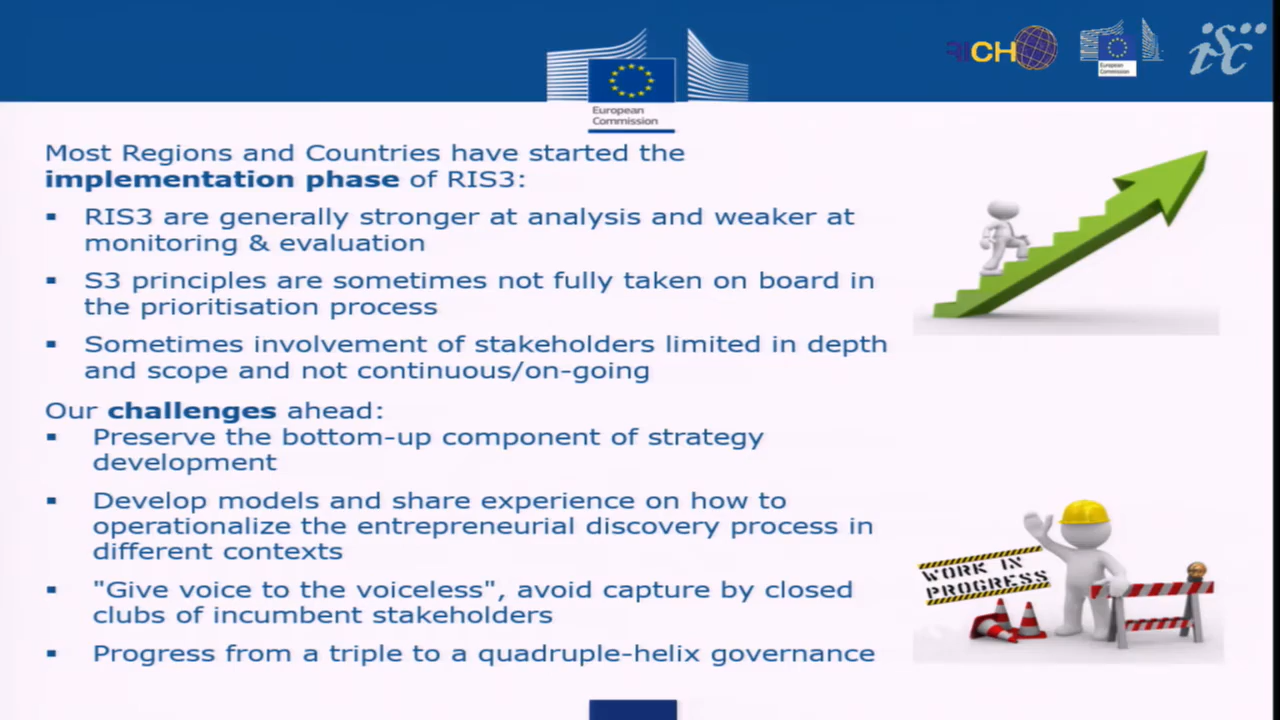 RICH
European
Commission
isc
European
Commission
Most Regions and Countries have started the
implementation phase of RIS3:
▪ RIS3 are generally stronger at analysis and weaker at
monitoring & evaluation
▪ S3 principles are sometimes not fully taken on board in
the prioritisation process
▪ Sometimes involvement of stakeholders limited in depth
and scope and not continuous/on-going
Our challenges ahead:
▪ Preserve the bottom-up component of strategy
development
▪ Develop models and share experience on how to
operationalize the entrepreneurial discovery process in
different contexts
▪ "Give voice to the voiceless", avoid capture by closed
clubs of incumbent stakeholders
▪ Progress from a triple to a quadruple-helix governance
WORK IN
PROGRESS